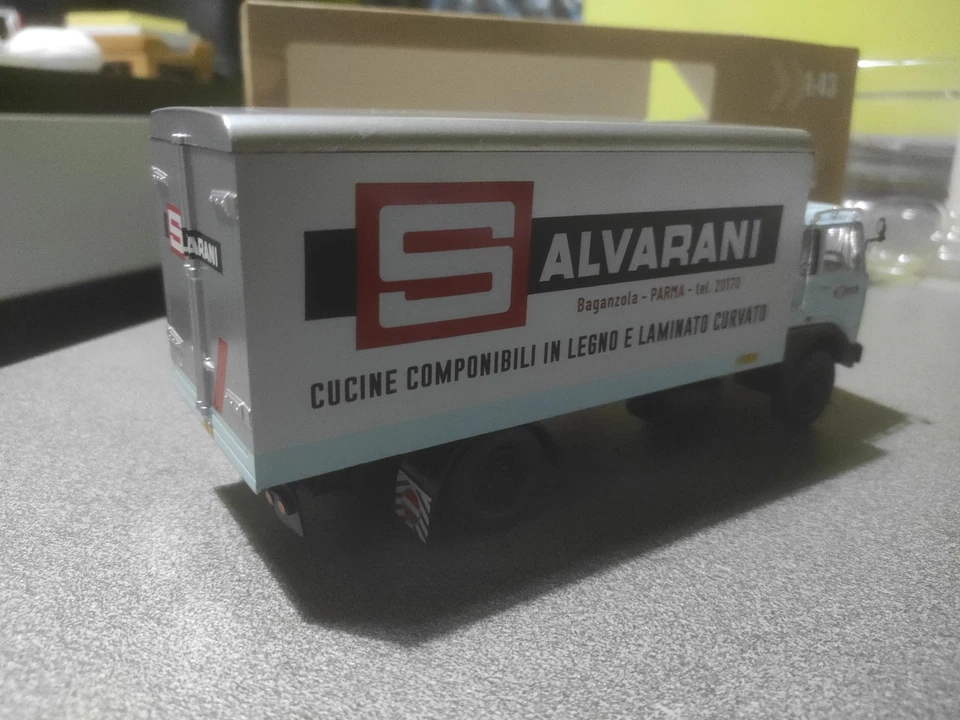 1:43
SALVARANI
Baganzola - PARMA - tel. 20170
CUCINE COMPONIBILI IN LEGNO E LAMINATO CURVATO
SALVARANI